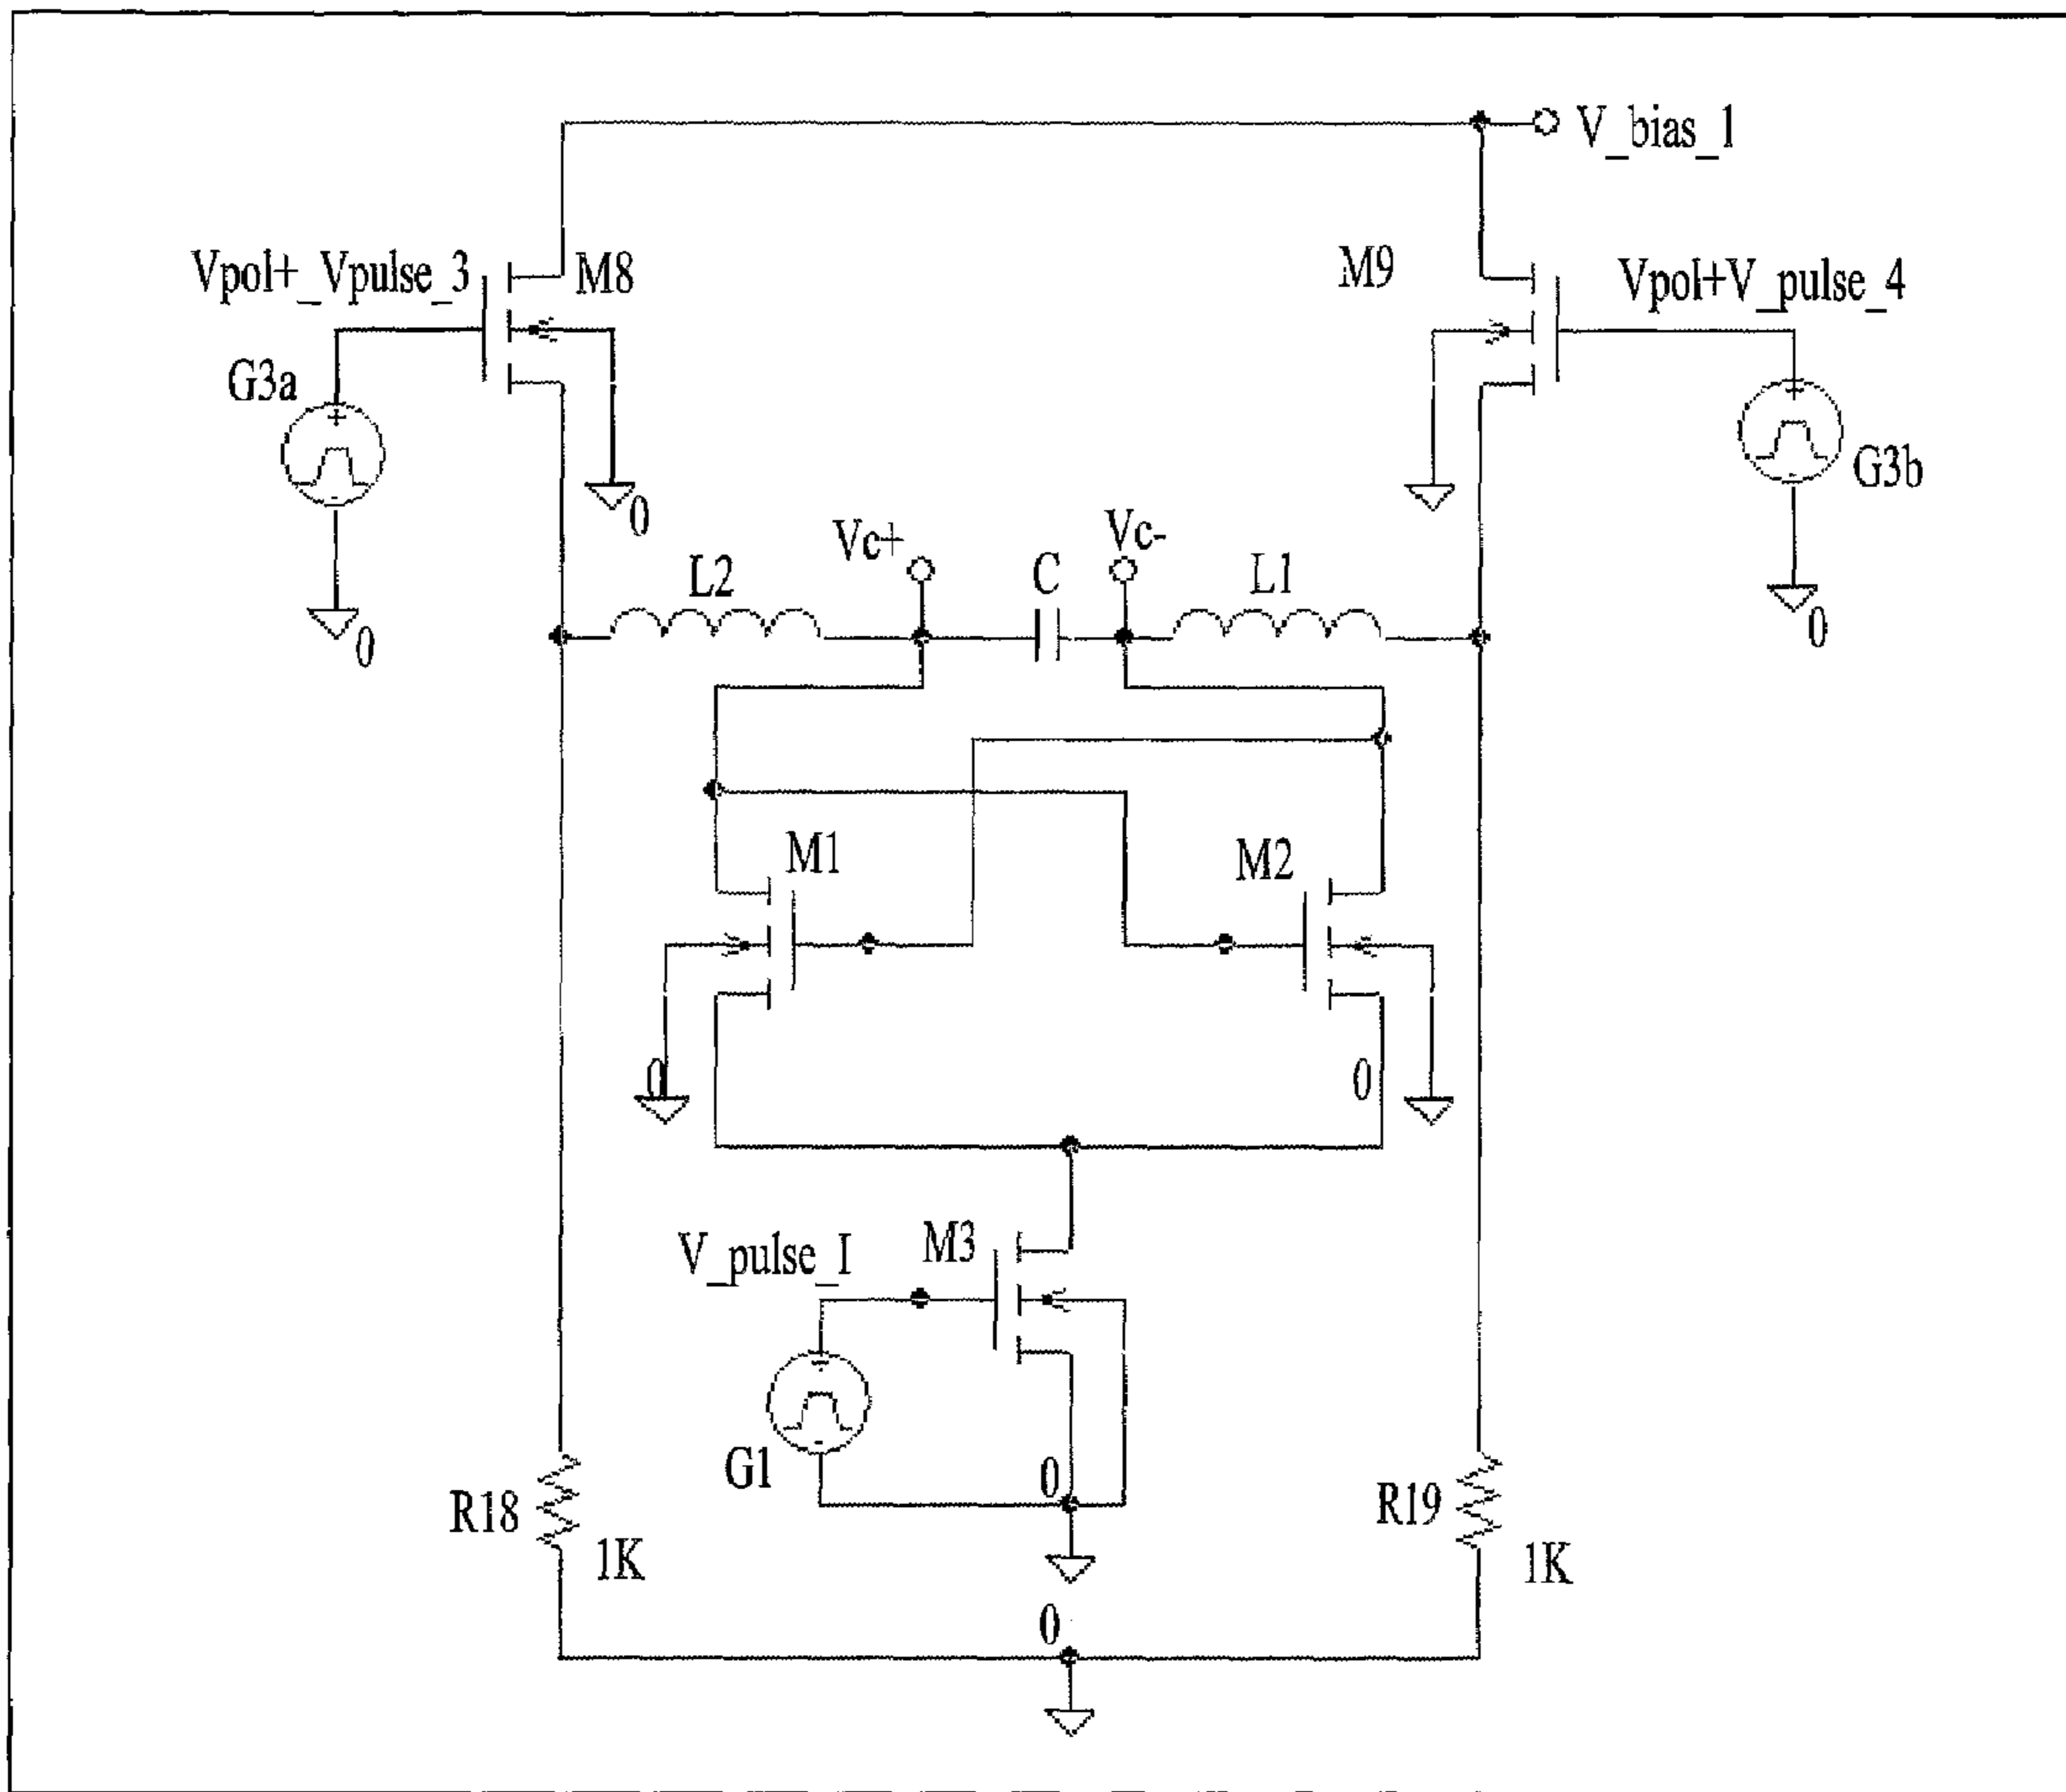 V_bias_1
Vpol+_Vpulse_3
M8
M9
Vpol+V_pulse_4
G3a
G3b
0
Vc+
Vc-
L2
C
L1
0
0
M1
M2
0
0
V_pulse_I
M3
G1
0
R18
1K
R19
1K
0